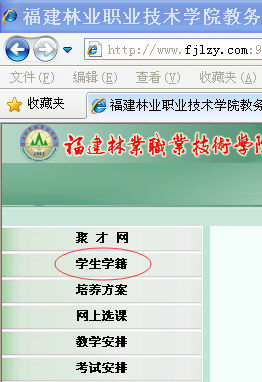 福建林业职业技术学院教务
http://www.fjlzy.com:9
文件(F) 编辑(E) 查看(V) 收藏夹(A)
收藏夹 福建林业职业技术学院教务
福建林業職業技術學院
聚 才 网
学生学籍
培养方案
网上选课
教学安排
考试安排